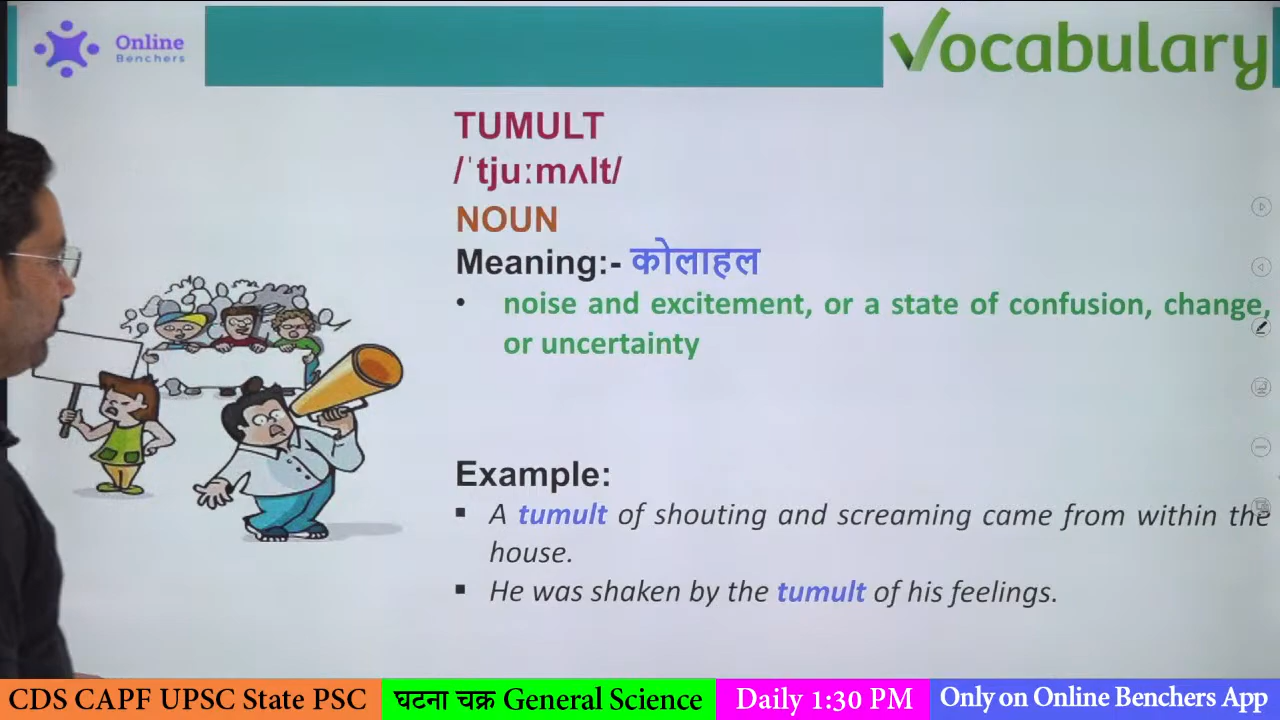 Online
Benchers
Vocabulary
TUMULT
/ˈtjuːmʌlt/
NOUN
Meaning:- कोलाहल
• noise and excitement, or a state of confusion, change,
or uncertainty
Example:
▪ A tumult of shouting and screaming came from within the
house.
▪ He was shaken by the tumult of his feelings.
CDS CAPF UPSC State PSC घटना चक्र General Science Daily 1:30 PM Only on Online Benchers App